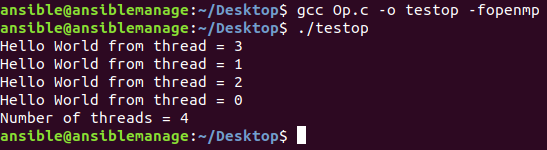 ansible@ansiblemanage:~/Desktop$ gcc Op.c -o testop -fopenmp
ansible@ansiblemanage:~/Desktop$ ./testop
Hello World from thread = 3
Hello World from thread = 1
Hello World from thread = 2
Hello World from thread = 0
Number of threads = 4
ansible@ansiblemanage:~/Desktop$